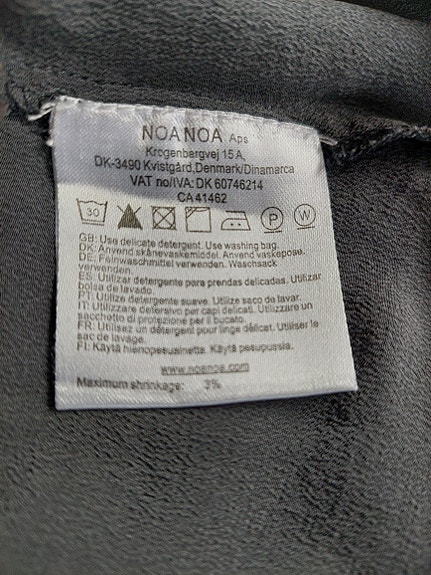 NOA NOA Aps
Krogenbargvej 15 A,
DK-3490 Kvistgård, Denmark/Dinamarca
VAT no/IVA: DK 60746214
CA 41462
30 P W
GB: Use delicate detergent. Use washing bag.
DK: Anvend skånevaskemiddel. Anvend vaskepose.
DE: Feinwaschmittel verwenden. Waschsack
verwenden.
ES: Utilizar detergente para prendas delicadas. Utilizar
bolsa de lavado.
PT: Utilize detergente suave. Utilize saco de lavar.
IT: Utilizzare detersivo per capi delicati. Utilizzare un
sacchetto di protezione per il bucato.
FR: Utilisez un détergent pour linge délicat. Utiliser le
sac de lavage.
FI: Käytä hienopesuainetta. Käytä pesupussia.
www.noanoa.com
Maximum shrinkage: 3%